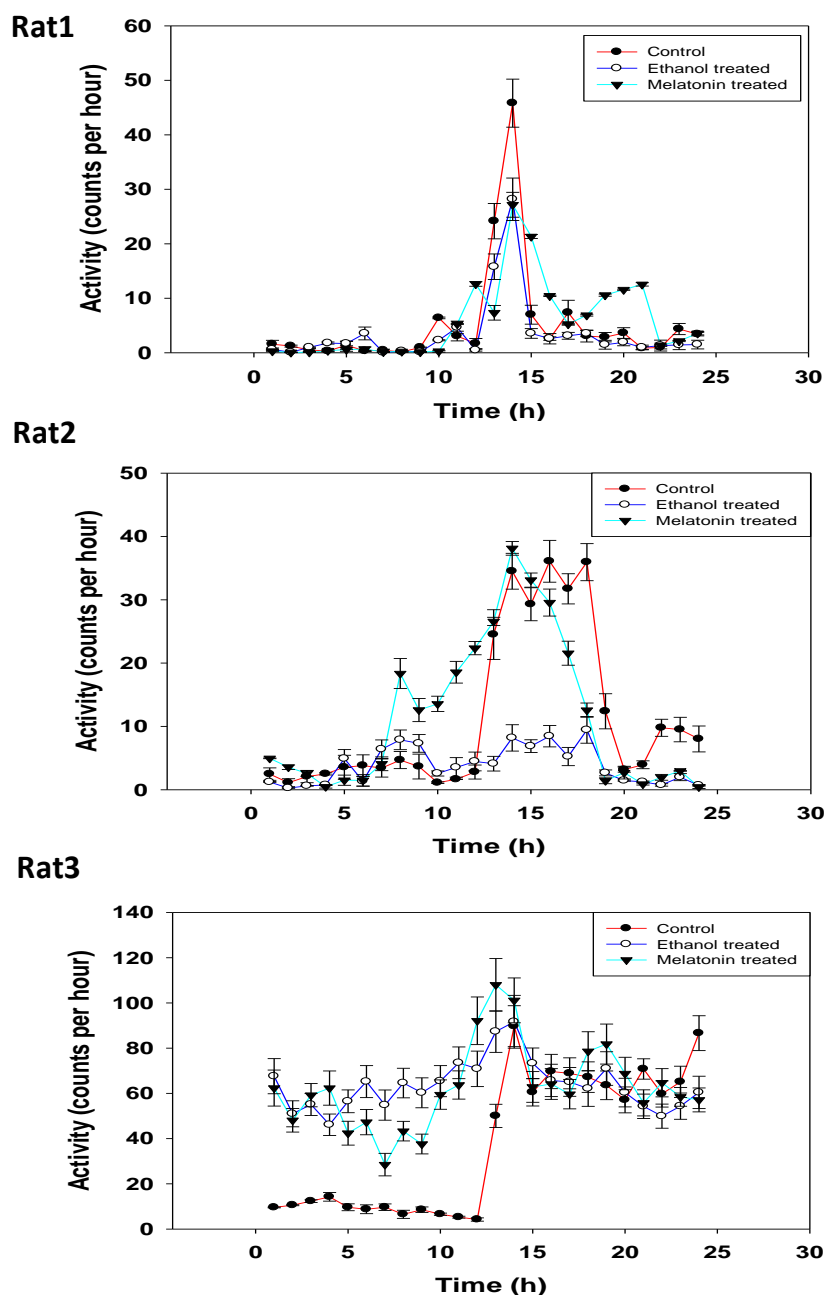 Rat1
60
50
40
30
20
10
0
Activity (counts per hour)
Control
Ethanol treated
Melatonin treated
0 5 10 15 20 25 30
Time (h)
Rat2
50
40
30
20
10
0
Activity (counts per hour)
Control
Ethanol treated
Melatonin treated
0 5 10 15 20 25 30
Time (h)
Rat3
140
120
100
80
60
40
20
0
Activity (counts per hour)
Control
Ethanol treated
Melatonin treated
0 5 10 15 20 25 30
Time (h)